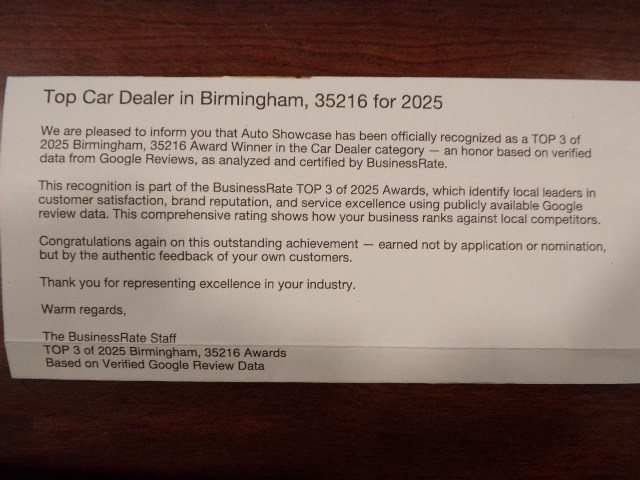 Top Car Dealer in Birmingham, 35216 for 2025
We are pleased to inform you that Auto Showcase has been officially recognized as a TOP 3 of
2025 Birmingham, 35216 Award Winner in the Car Dealer category — an honor based on verified
data from Google Reviews, as analyzed and certified by BusinessRate.
This recognition is part of the BusinessRate TOP 3 of 2025 Awards, which identify local leaders in
customer satisfaction, brand reputation, and service excellence using publicly available Google
review data. This comprehensive rating shows how your business ranks against local competitors.
Congratulations again on this outstanding achievement — earned not by application or nomination,
but by the authentic feedback of your own customers.
Thank you for representing excellence in your industry.
Warm regards,
The BusinessRate Staff
TOP 3 of 2025 Birmingham, 35216 Awards
Based on Verified Google Review Data